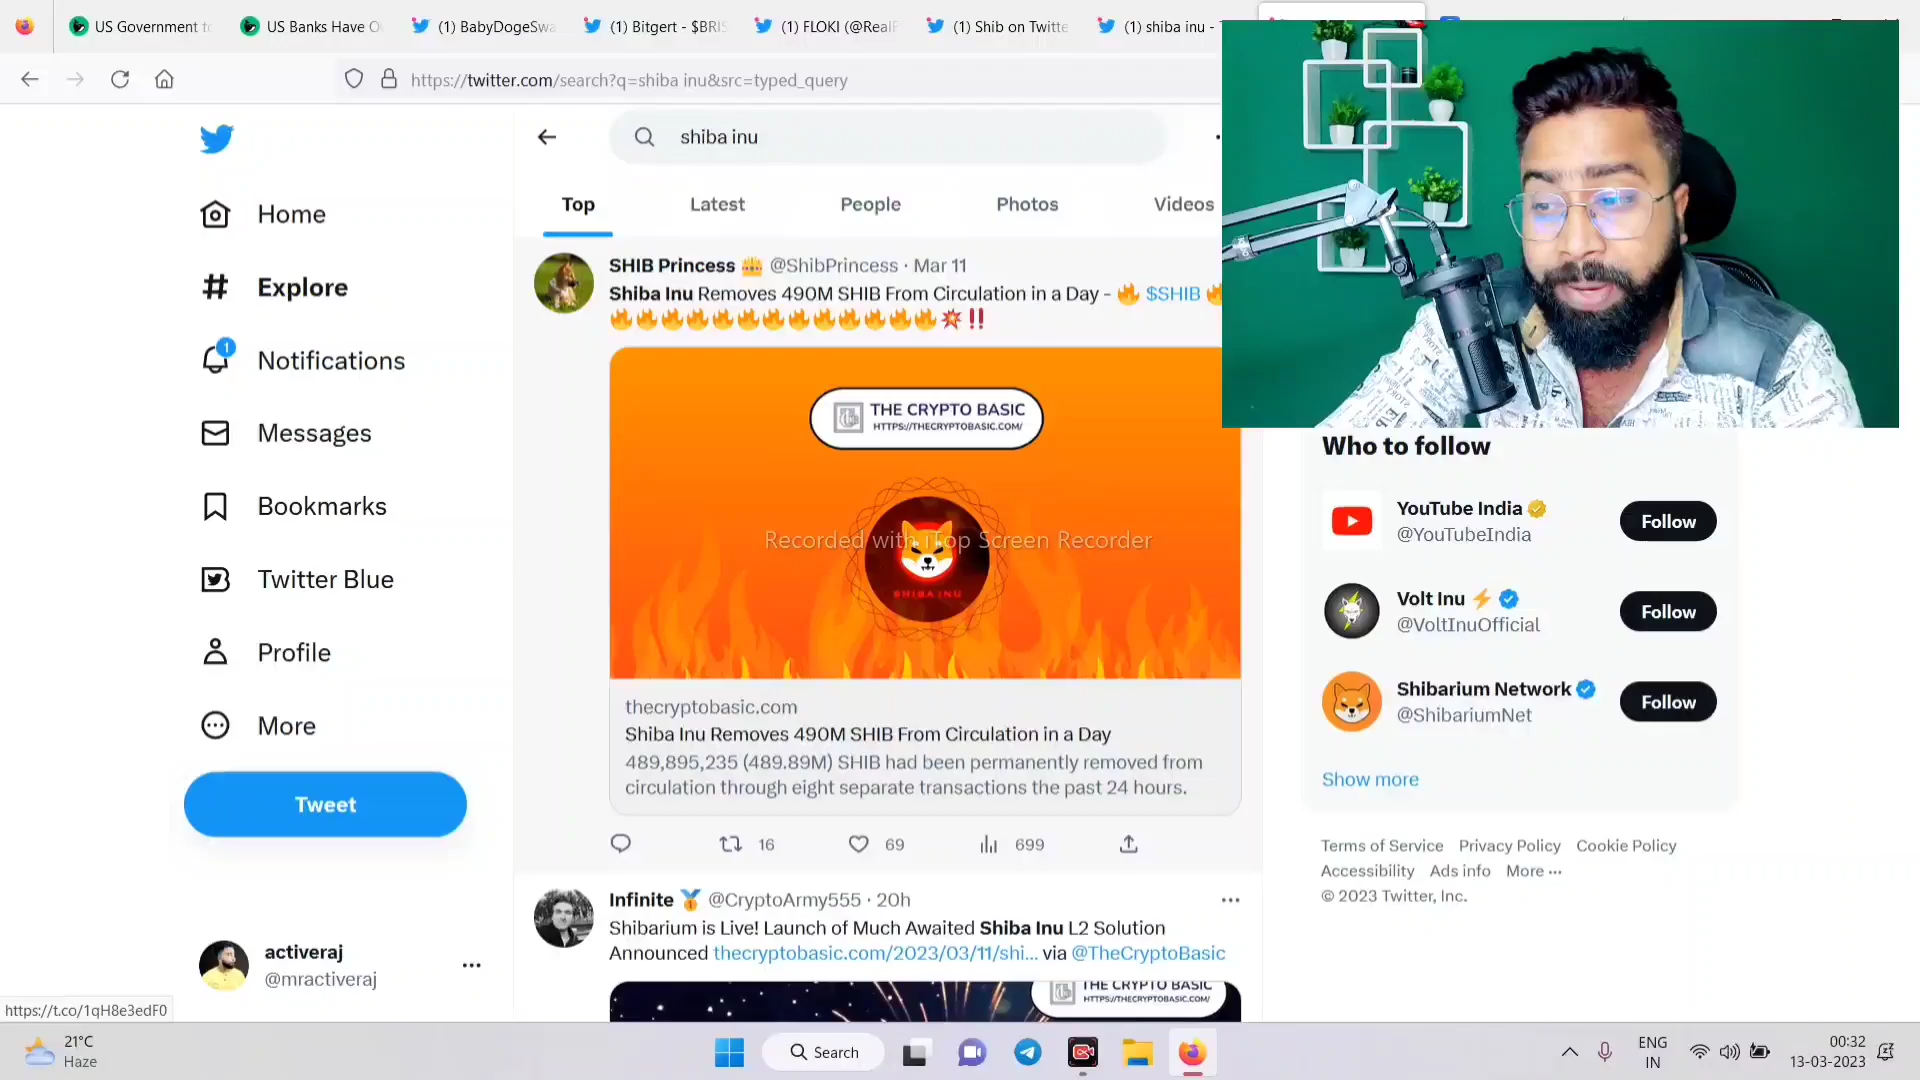 US Government to
US Banks Have O
(1) BabyDogeSwa
(1) Bitgert - $BRIS
(1) FLOKI (@RealF
(1) Shib on Twitte
(1) shiba inu -
https://twitter.com/search?q=shiba inu&src=typed_query
shiba inu
Top
Latest
People
Photos
Videos
Home
Explore
1
Notifications
Messages
Bookmarks
Twitter Blue
Profile
More
Tweet
activeraj
@mractiveraj
SHIB Princess 👑 @ShibPrincess · Mar 11
Shiba Inu Removes 490M SHIB From Circulation in a Day - 🔥 $SHIB 🔥
🔥🔥🔥🔥🔥🔥🔥🔥🔥🔥🔥🔥🔥💥‼️
THE CRYPTO BASIC
HTTPS://THECRYPTOBASIC.COM/
Recorded with iTop Screen Recorder
SHIBA INU
thecryptobasic.com
Shiba Inu Removes 490M SHIB From Circulation in a Day
489,895,235 (489.89M) SHIB had been permanently removed from
circulation through eight separate transactions the past 24 hours.
16
69
699
Infinite 🥇 @CryptoArmy555 · 20h
Shibarium is Live! Launch of Much Awaited Shiba Inu L2 Solution
Announced thecryptobasic.com/2023/03/11/shi... via @TheCryptoBasic
THE CRYPTO BASIC
HTTPS://THECRYPTOBASIC.COM/
Who to follow
YouTube India
@YouTubeIndia
Follow
Volt Inu ⚡
@VoltInuOfficial
Follow
Shibarium Network
@ShibariumNet
Follow
Show more
Terms of Service Privacy Policy Cookie Policy
Accessibility Ads info More ...
© 2023 Twitter, Inc.
https://t.co/1qH8e3edF0
21°C
Haze
Search
ENG
IN
00:32
13-03-2023